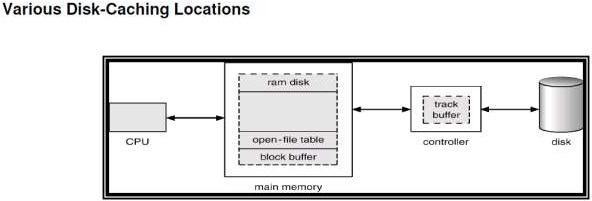 Various Disk-Caching Locations
ram disk
track
buffer
open-file table
CPU
controller
disk
block buffer
main memory